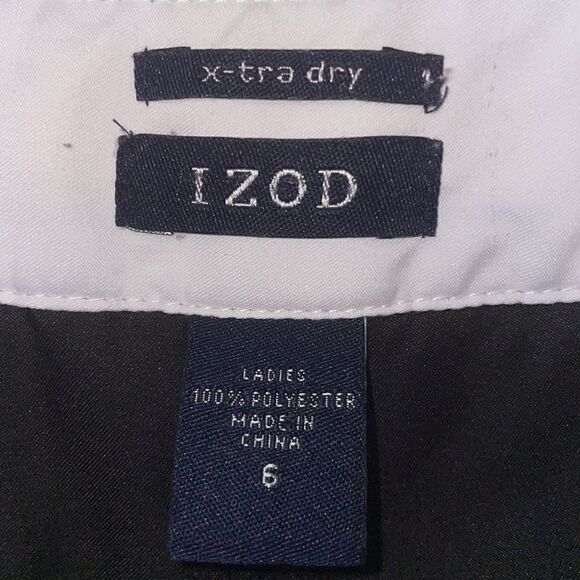 x-tra dry
IZOD
LADIES
100% POLYESTER
MADE IN
CHINA
6